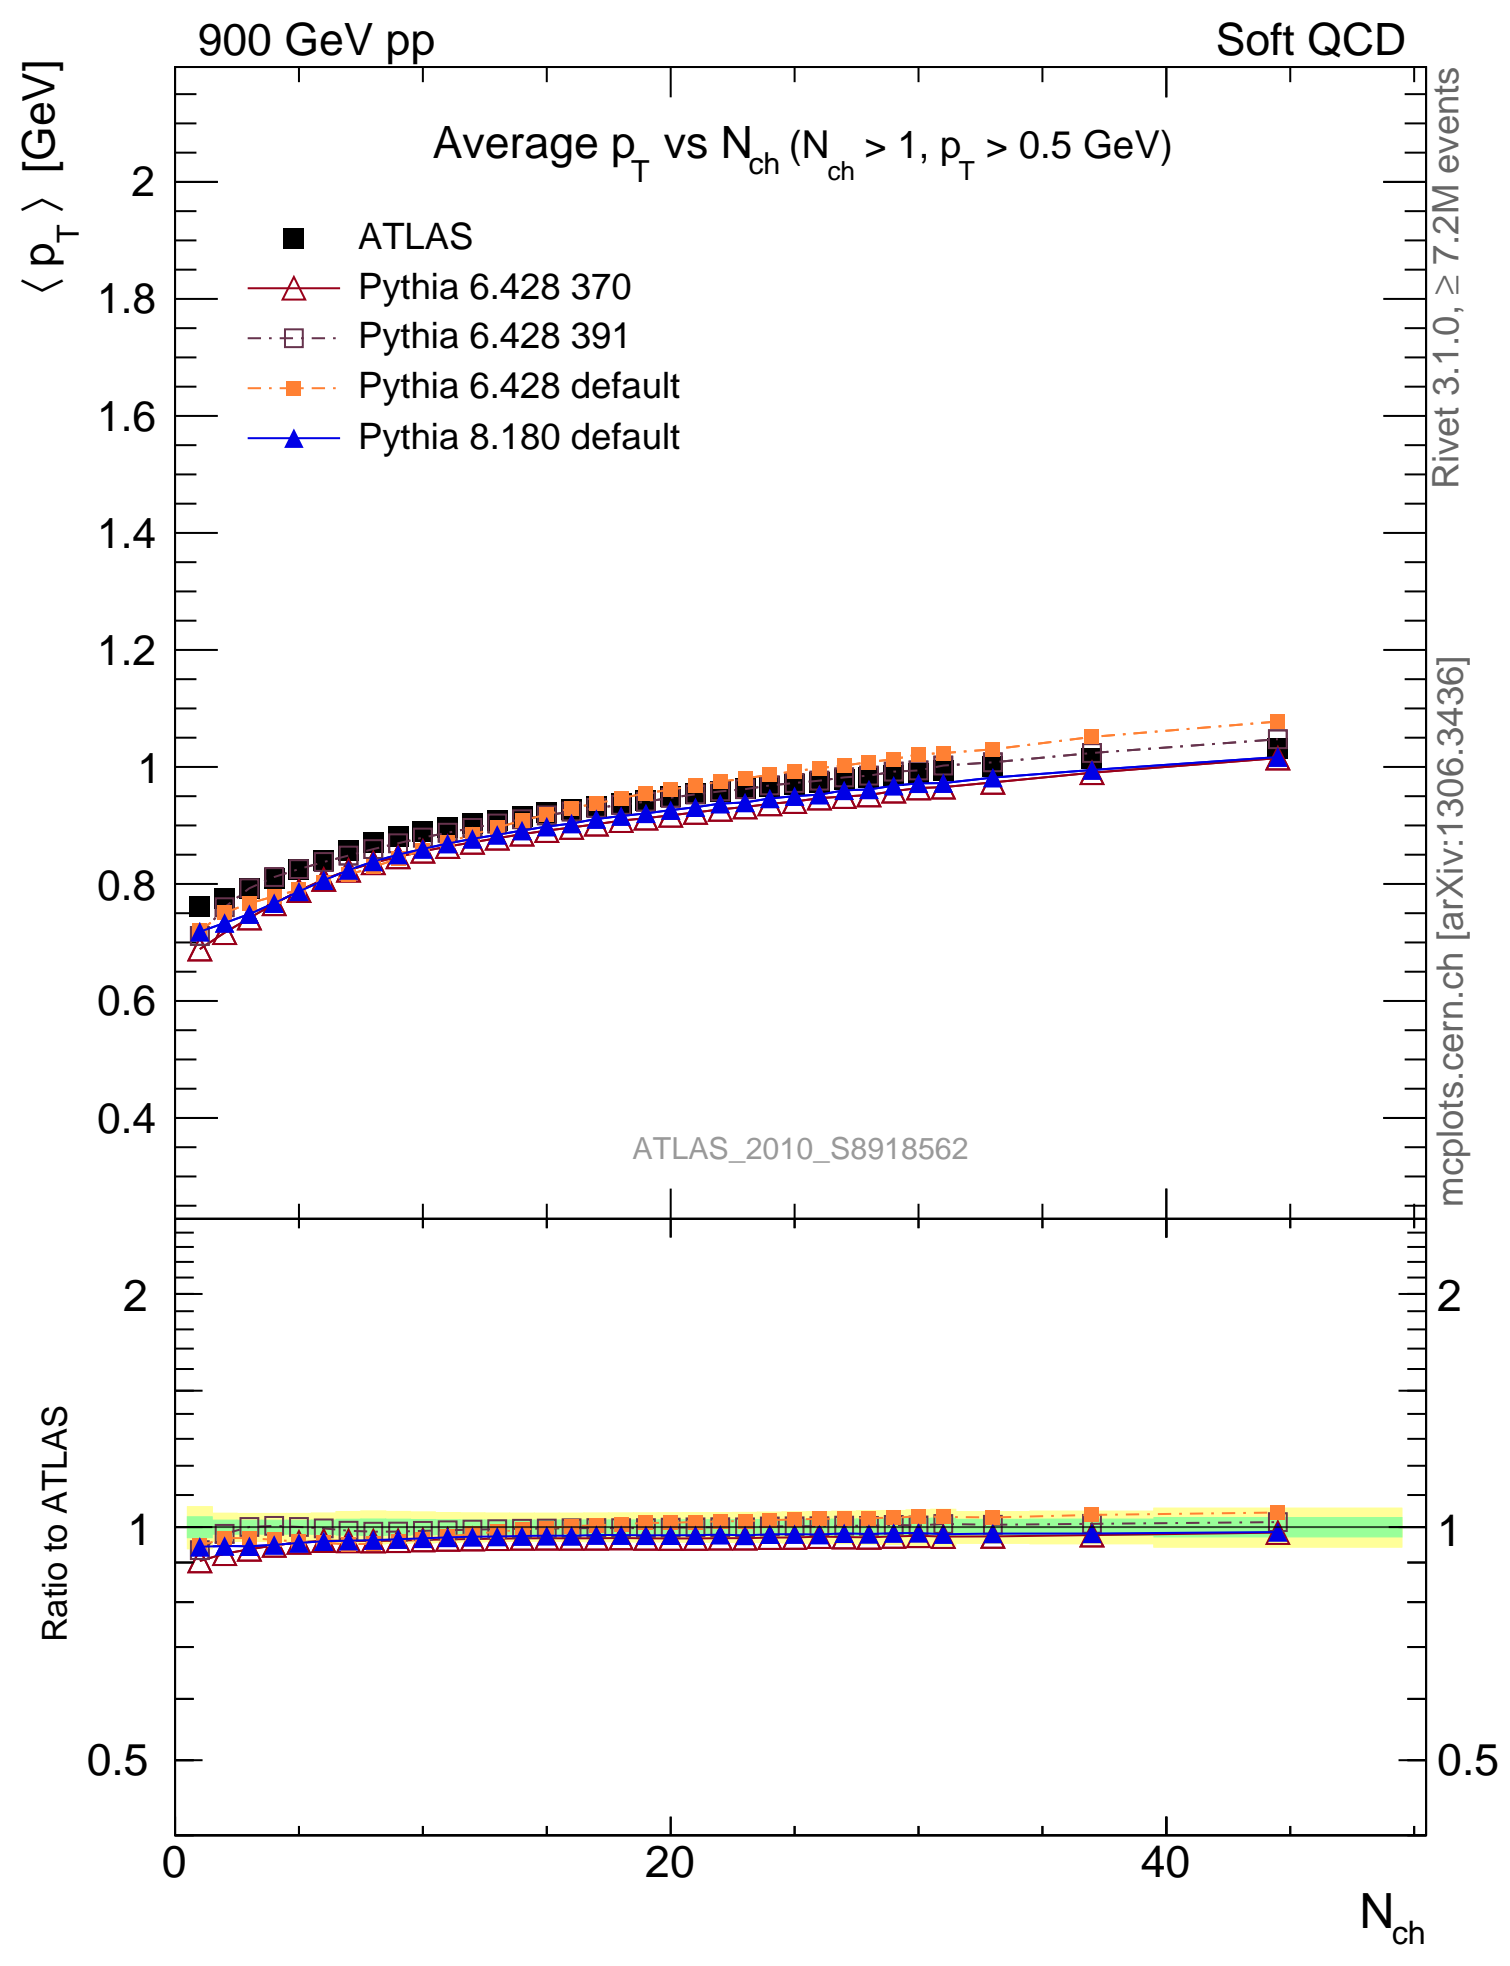 900 GeV pp
Soft QCD
⟨ p_T ⟩ [GeV]
Average p_T vs N_ch (N_ch > 1, p_T > 0.5 GeV)
ATLAS
Pythia 6.428 370
Pythia 6.428 391
Pythia 6.428 default
Pythia 8.180 default
2
1.8
1.6
1.4
1.2
1
0.8
0.6
0.4
ATLAS_2010_S8918562
Rivet 3.1.0, ≥ 7.2M events
mcplots.cern.ch [arXiv:1306.3436]
Ratio to ATLAS
2
1
0.5
2
1
0.5
0
20
40
N_ch